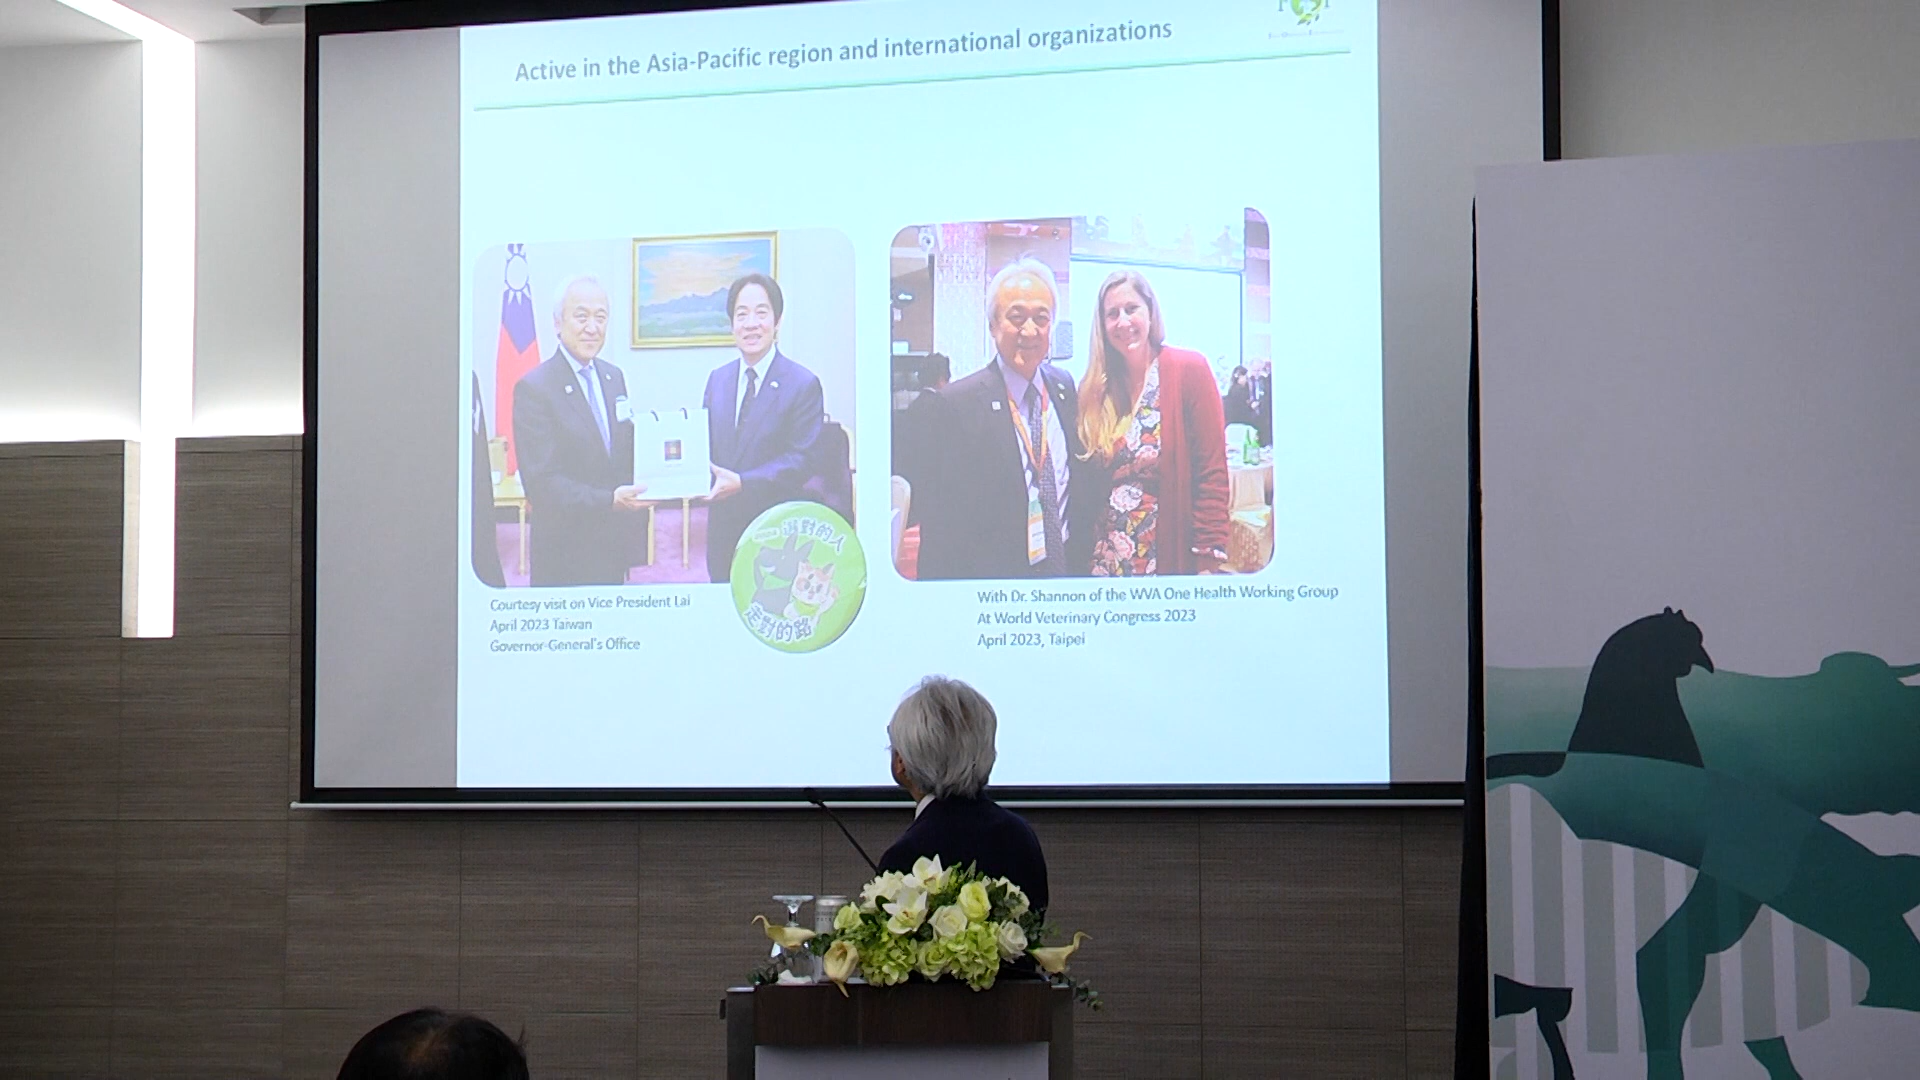 Active in the Asia-Pacific region and international organizations
選對的人
走對的路
Courtesy visit on Vice President Lai
April 2023 Taiwan
Governor-General's Office
With Dr. Shannon of the WVA One Health Working Group
At World Veterinary Congress 2023
April 2023, Taipei